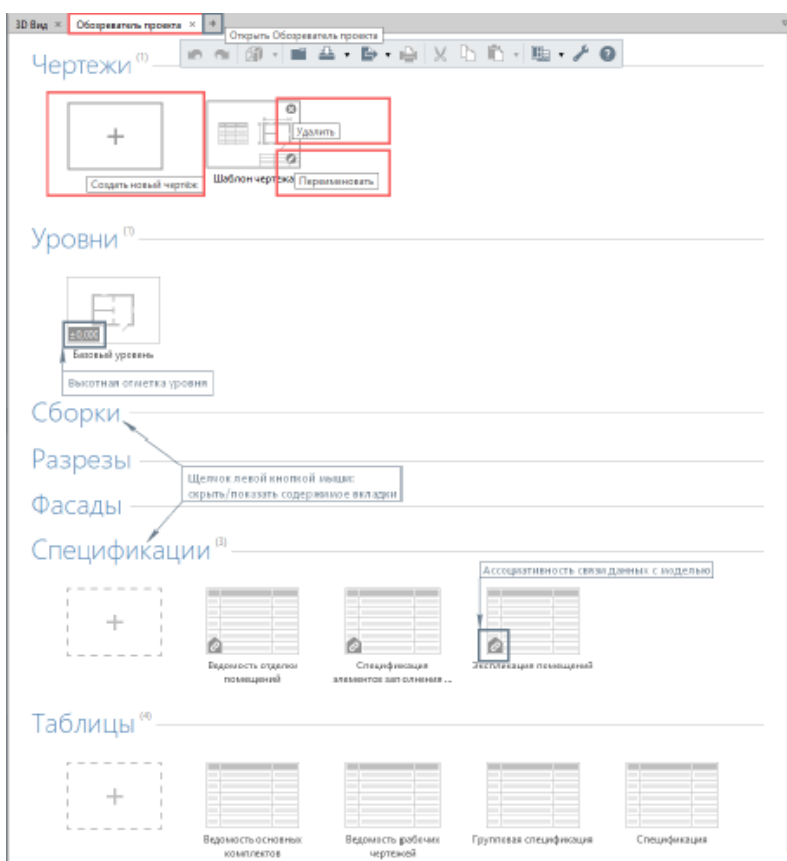 3D Вид ×
Обозреватель проекта ×
+
Открыть Обозреватель проекта
Чертежи (1)
Удалить
Создать новый чертёж
Шаблон чертежа
Переименовать
Уровни (1)
±0,000
Базовый уровень
Высотная отметка уровня
Сборки
Разрезы
Щелчок левой кнопкой мыши:
скрыть/показать содержимое вкладки
Фасады
Спецификации (3)
Ассоциативность связи данных с моделью
Ведомость отделки
помещений
Спецификация
элементов заполнения ...
Экспликация помещений
Таблицы (4)
Ведомость основных
комплектов
Ведомость рабочих
чертежей
Групповая спецификация
Спецификация